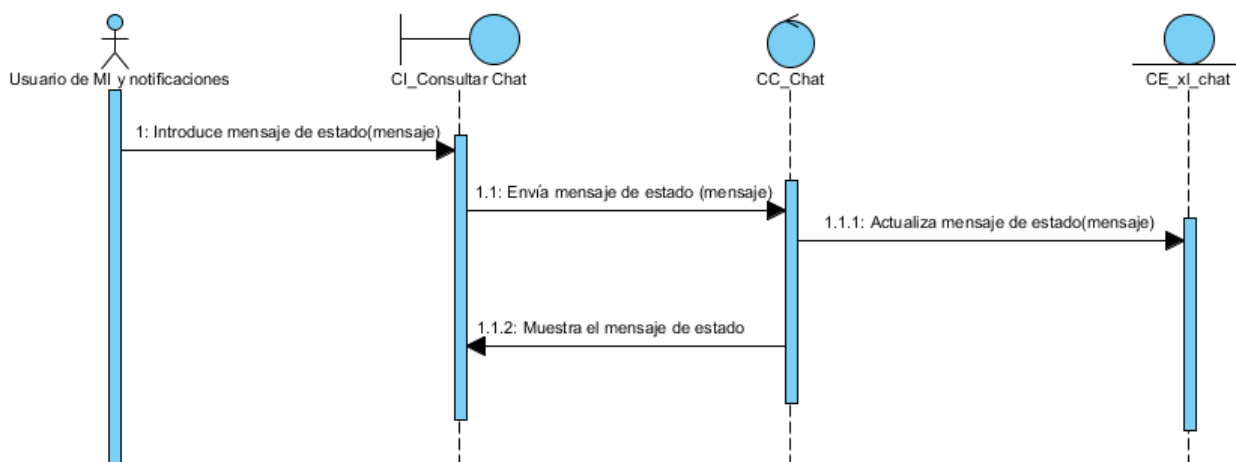 Usuario de MI y notificaciones
CI_Consultar Chat
CC_Chat
CE_xl_chat
1: Introduce mensaje de estado(mensaje)
1.1: Envía mensaje de estado (mensaje)
1.1.1: Actualiza mensaje de estado(mensaje)
1.1.2: Muestra el mensaje de estado